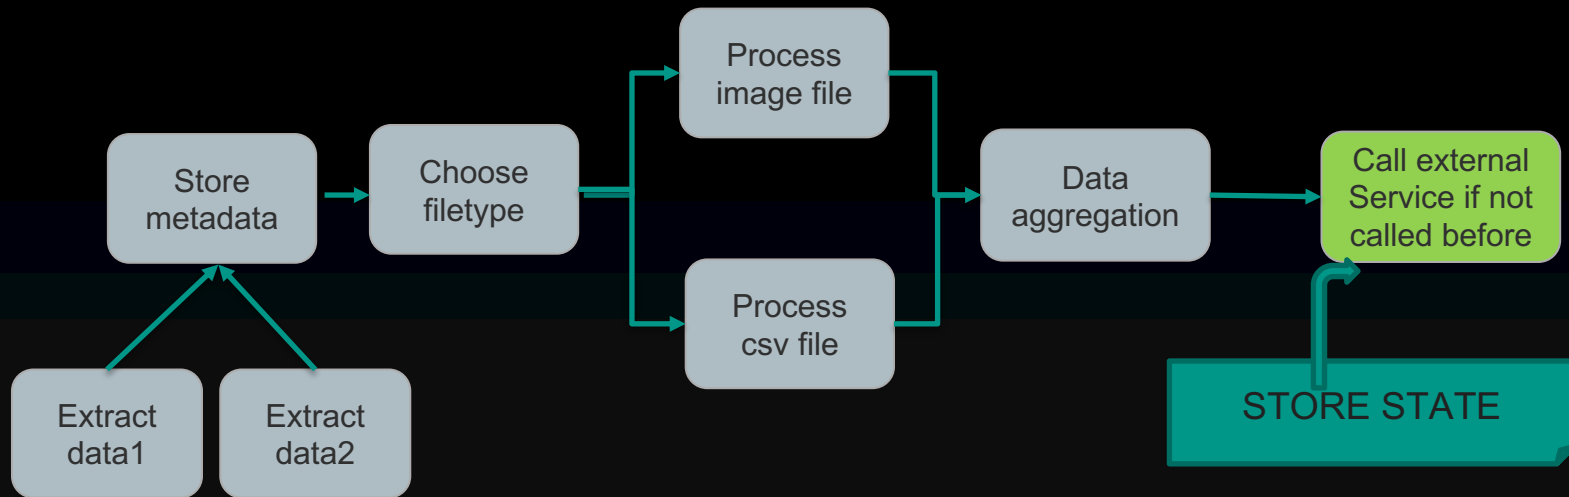 Process
image file
Store
metadata
Choose
filetype
Data
aggregation
Call external
Service if not
called before
Process
csv file
Extract
data1
Extract
data2
STORE STATE